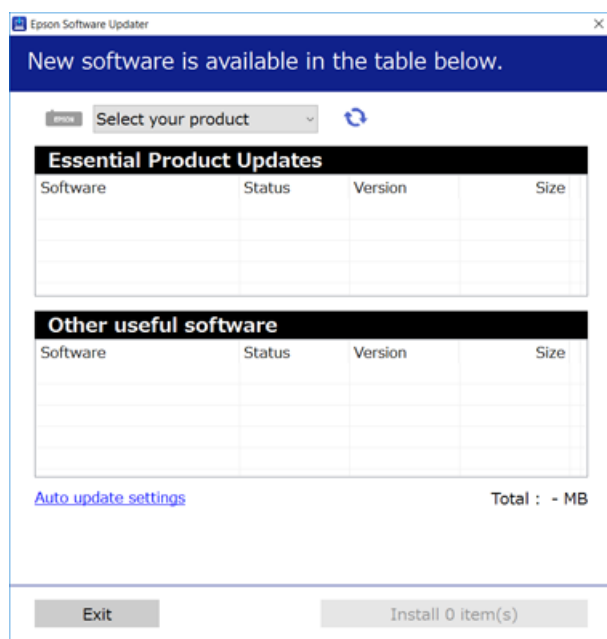 Epson Software Updater
New software is available in the table below.
EPSON Select your product
Essential Product Updates
Software Status Version Size
Other useful software
Software Status Version Size
Auto update settings Total : - MB
Exit Install 0 item(s)